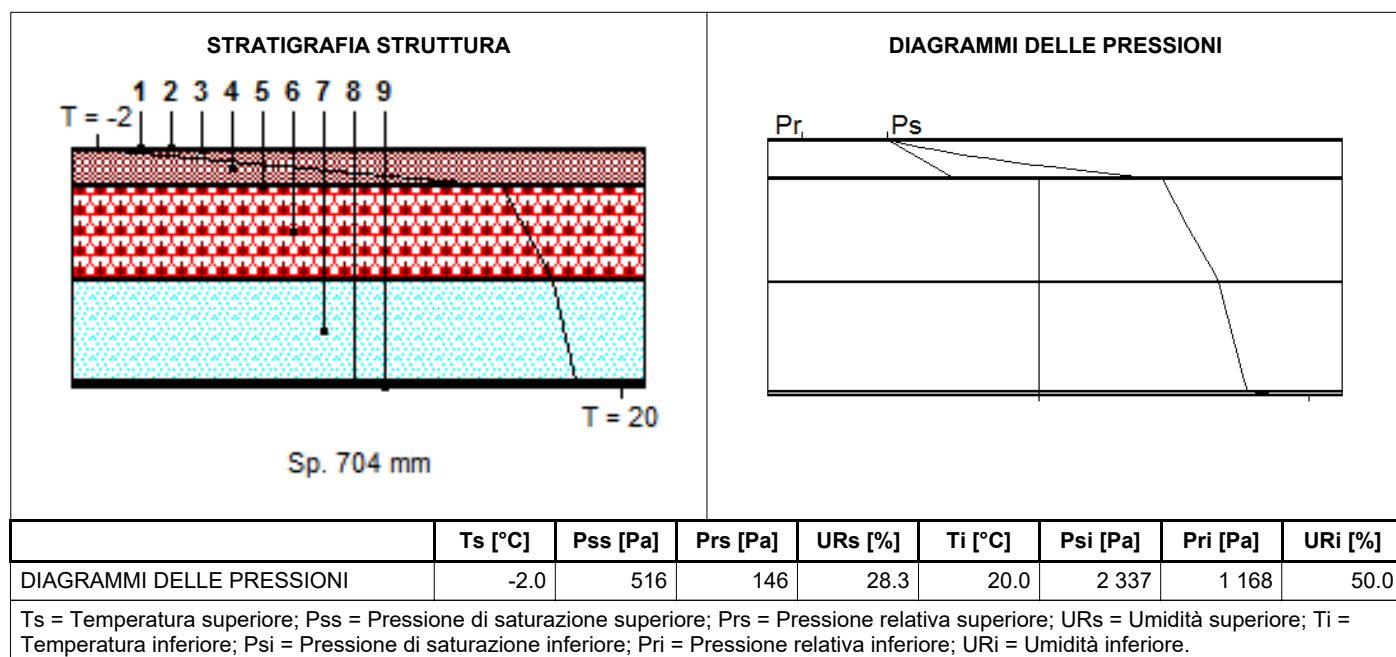 STRATIGRAFIA STRUTTURA
1 2 3 4 5 6 7 8 9
T = -2
T = 20
Sp. 704 mm
DIAGRAMMI DELLE PRESSIONI
Pr Ps
Ts [°C] Pss [Pa] Prs [Pa] URs [%] Ti [°C] Psi [Pa] Pri [Pa] URi [%]
DIAGRAMMI DELLE PRESSIONI -2.0 516 146 28.3 20.0 2 337 1 168 50.0
Ts = Temperatura superiore; Pss = Pressione di saturazione superiore; Prs = Pressione relativa superiore; URs = Umidità superiore; Ti =
Temperatura inferiore; Psi = Pressione di saturazione inferiore; Pri = Pressione relativa inferiore; URi = Umidità inferiore.